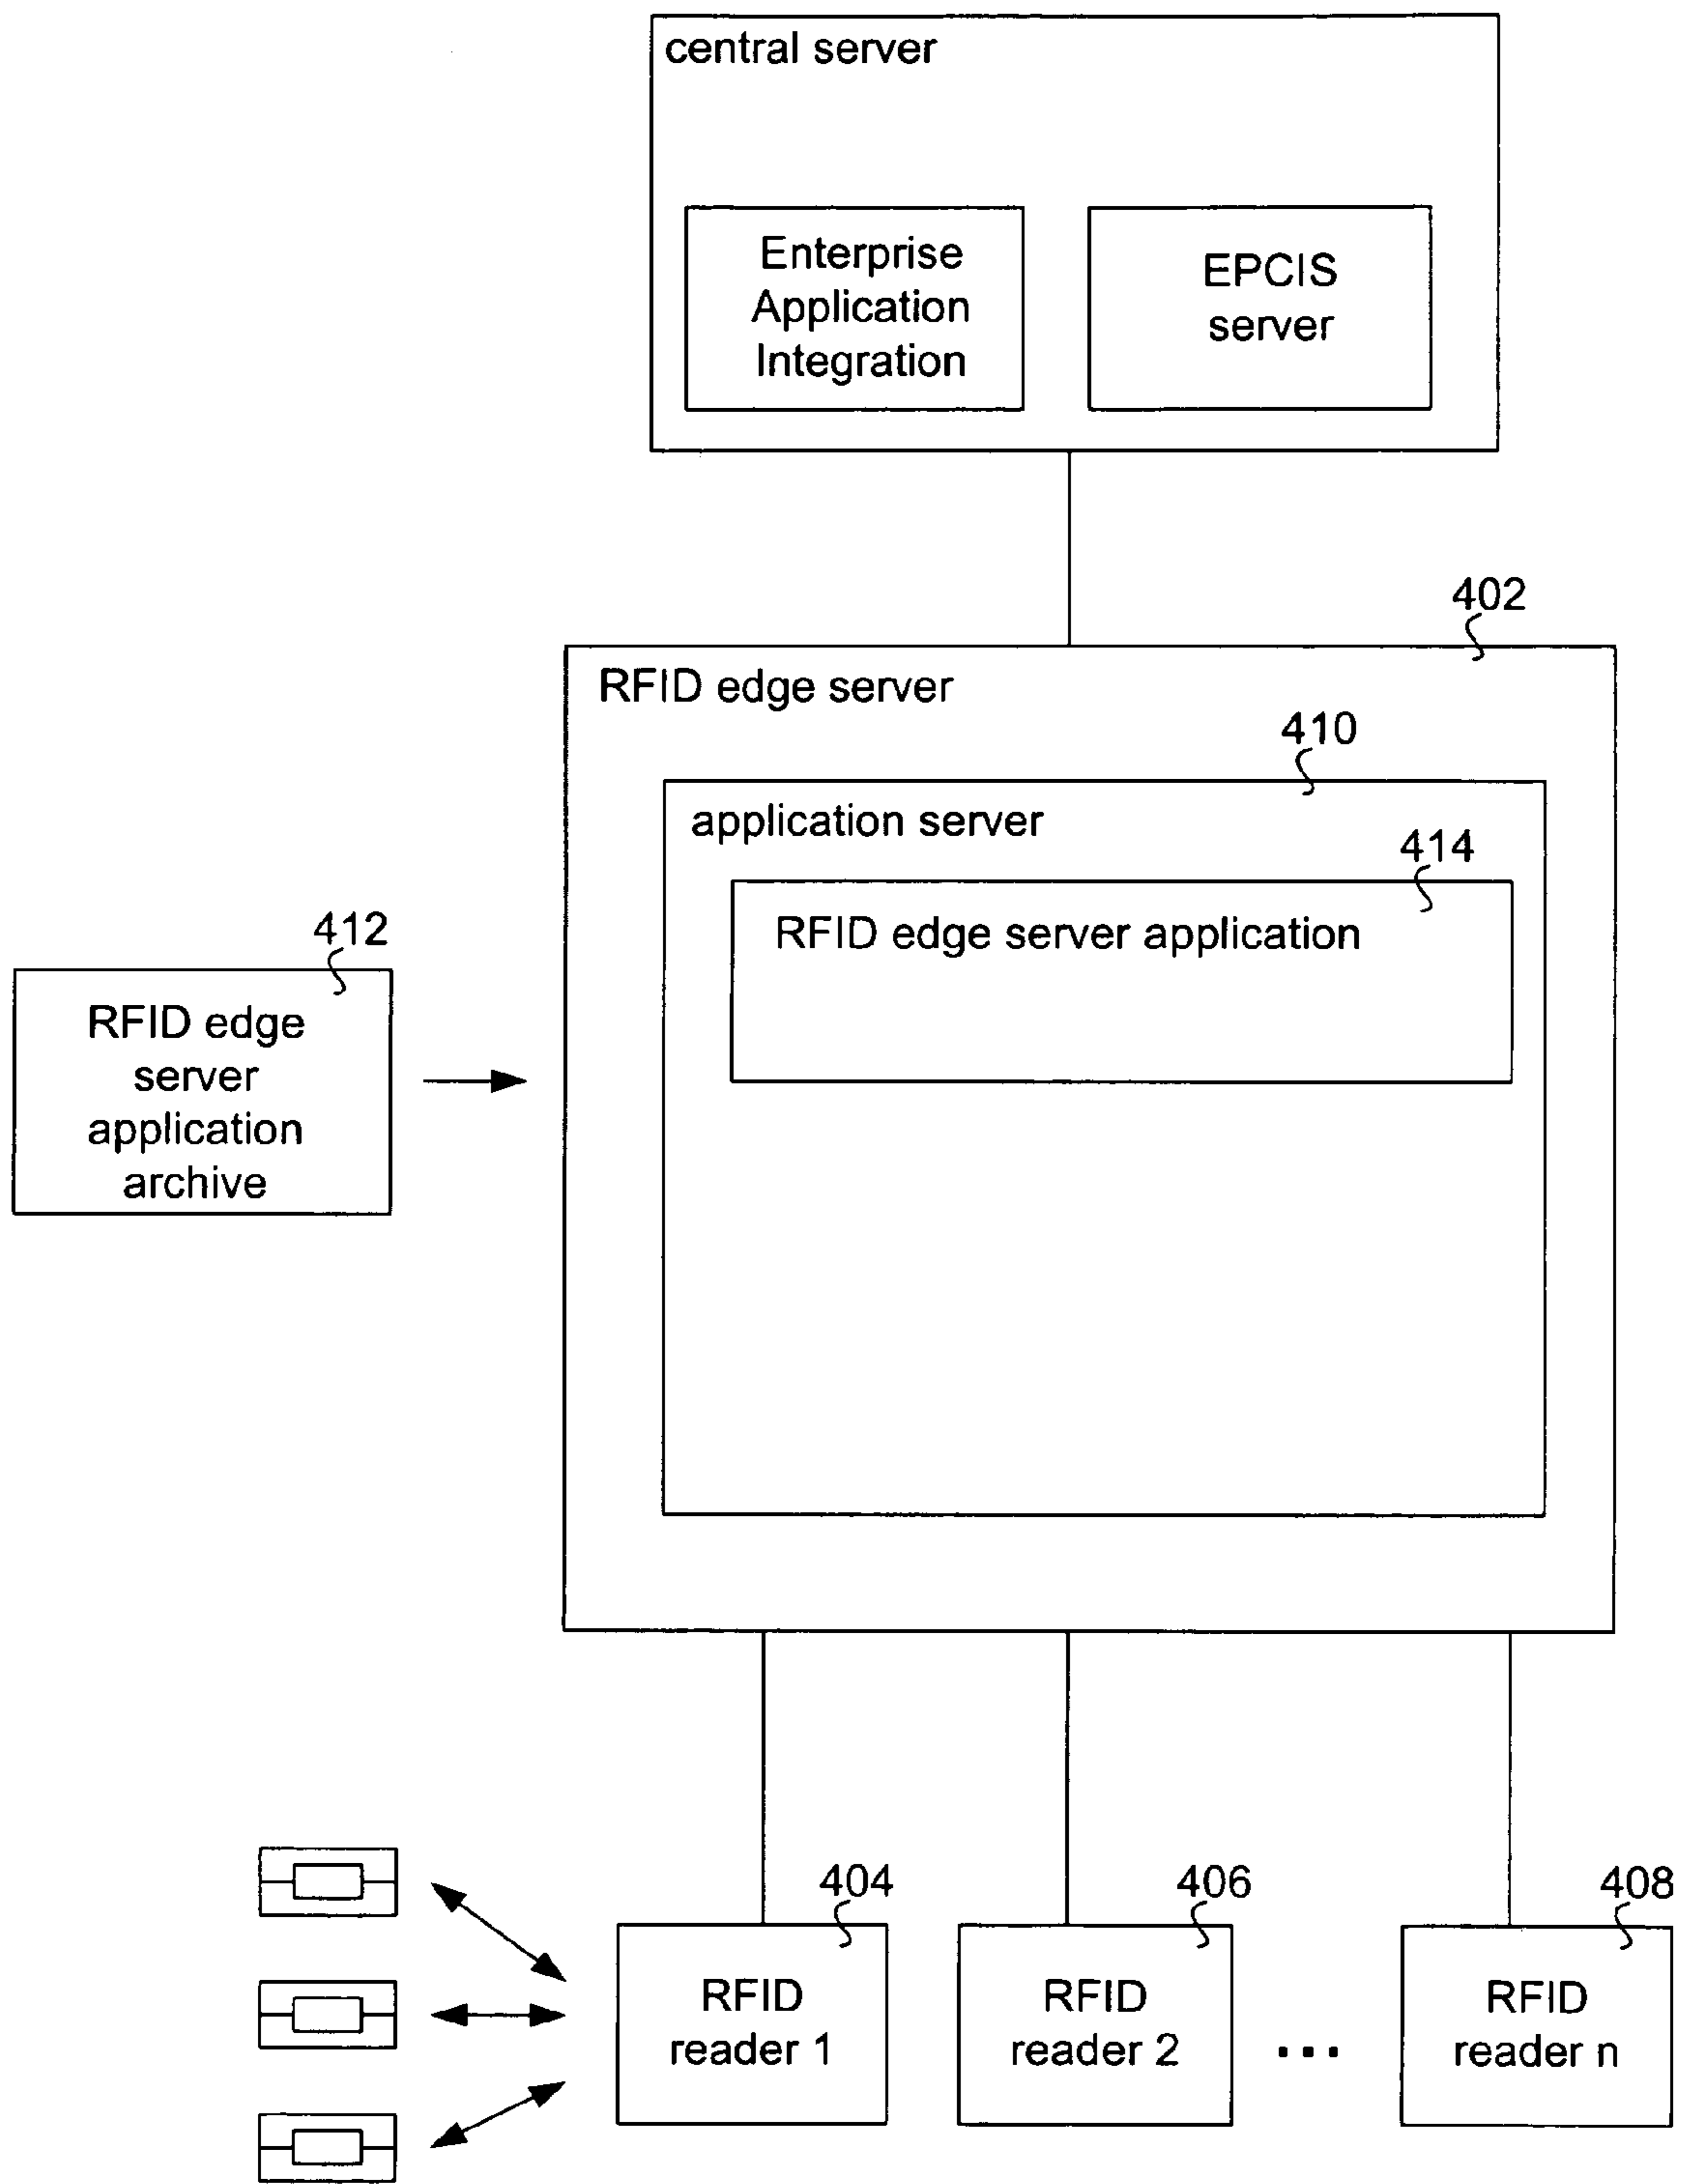 central server
Enterprise
Application
Integration
EPCIS
server
402
RFID edge server
410
application server
414
RFID edge server application
412
RFID edge
server
application
archive
404
406
408
RFID
reader 1
RFID
reader 2
...
RFID
reader n